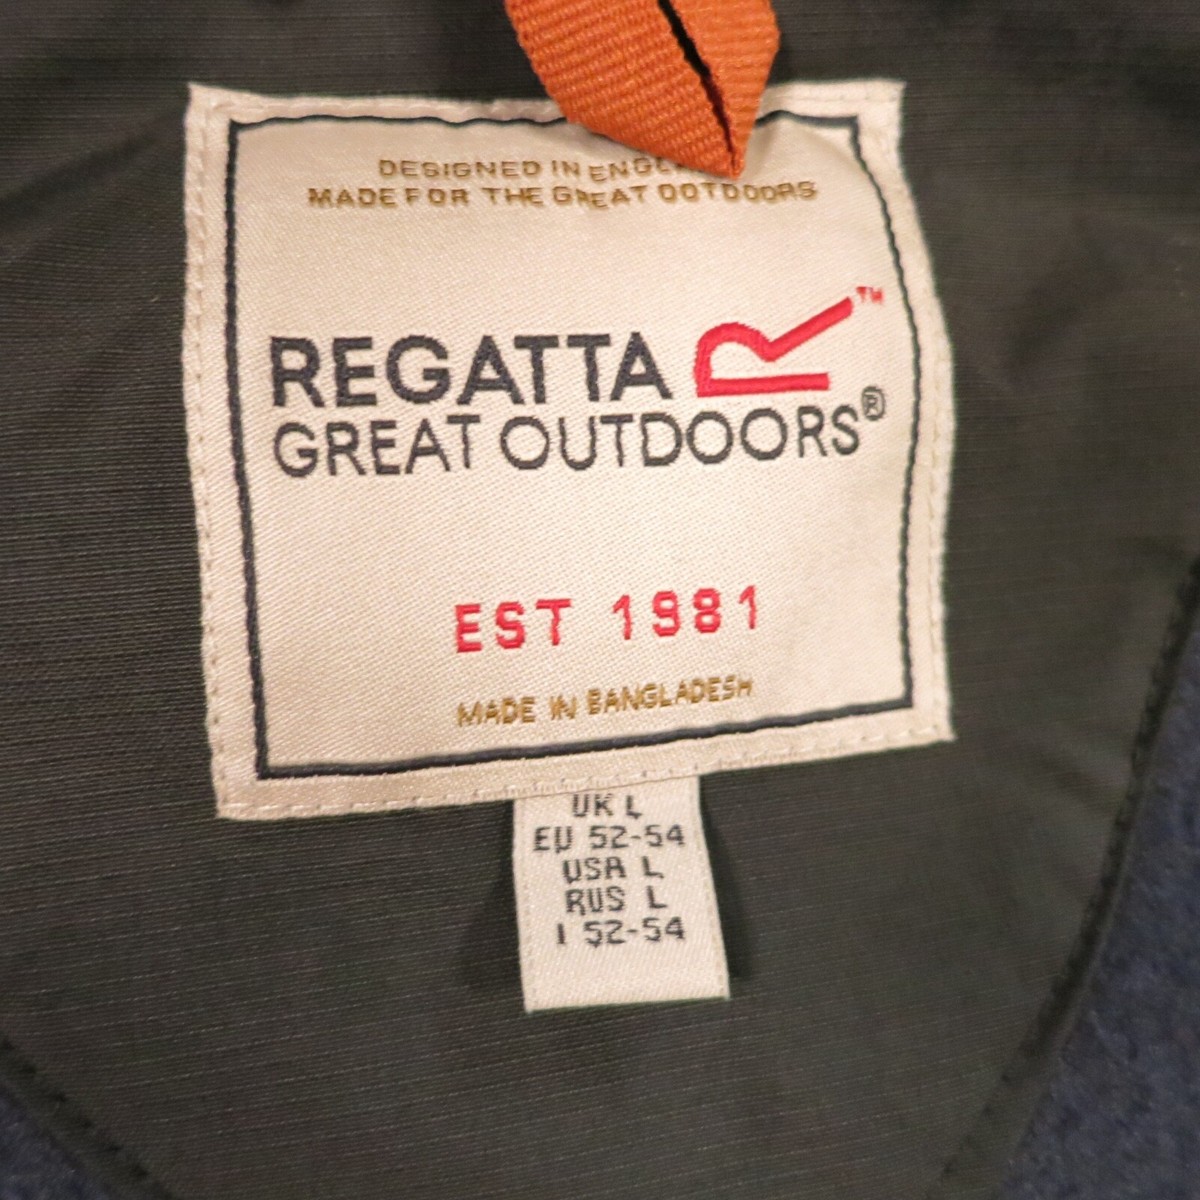 DESIGNED IN
MADE FOR THE GREAT OUTDOORS
REGATTA R™
GREAT OUTDOORS®
EST 1981
MADE IN BANGLADESH
UK L
EU 52-54
USA L
RUS L
I 52-54